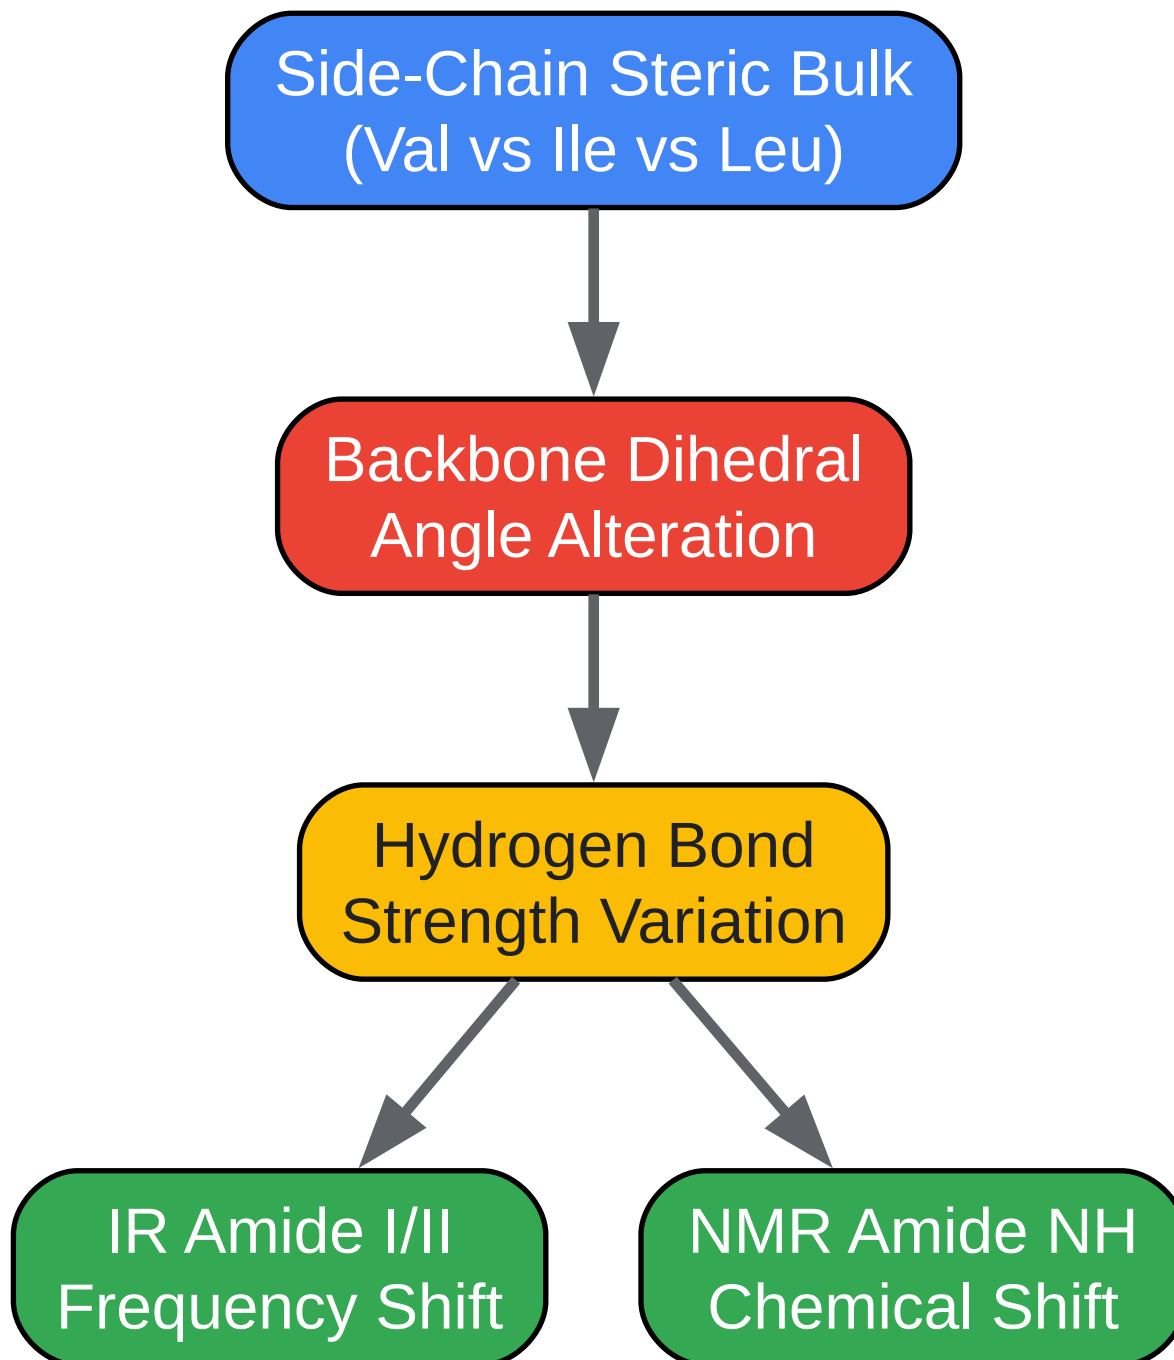 Side-Chain Steric Bulk
(Val vs Ile vs Leu)
Backbone Dihedral
Angle Alteration
Hydrogen Bond
Strength Variation
IR Amide I/II
Frequency Shift
NMR Amide NH
Chemical Shift